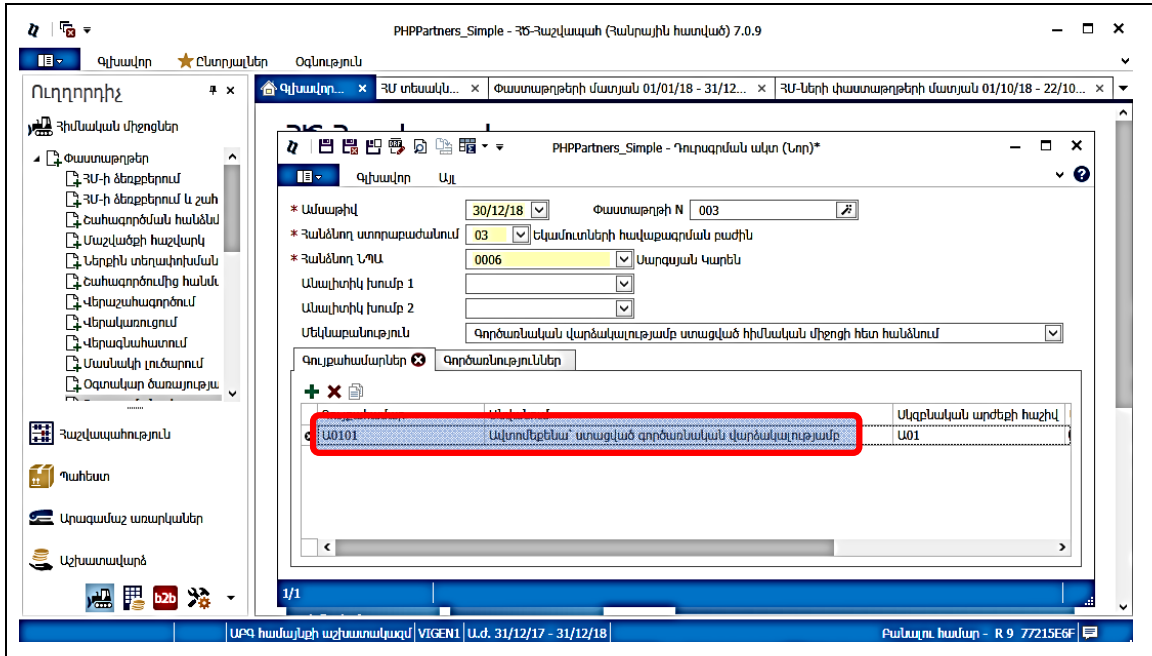 PHPPartners_Simple - ՀԾ-Հաշվապահ (Հանրային հատված) 7.0.9
Գլխավոր Ընտրյալներ Օգնություն
Ուղղորդիչ
Գլխավոր... ՀՄ տեսակն... Փաստաթղթերի մատյան 01/01/18 - 31/12... ՀՄ-ների փաստաթղթերի մատյան 01/10/18 - 22/10...
Հիմնական միջոցներ
Փաստաթղթեր
ՀՄ-ի ձեռքբերում
ՀՄ-ի ձեռքբերում և շահ
Շահագործման հանձնմ
Մաշվածքի հաշվարկ
Ներքին տեղափոխման
Շահագործումից հանմն
Վերաշահագործում
Վերակառուցում
Վերագնահատում
Մասնակի լուծարում
Օգտակար ծառայությա
Հաշվապահություն
Պահեստ
Արագամաշ առարկաներ
Աշխատավարձ
b2b
PHPPartners_Simple - Դուրսգրման ակտ (Նոր)*
Գլխավոր Այլ
* Ամսաթիվ 30/12/18 Փաստաթղթի N 003
* Հանձնող ստորաբաժանում 03 Եկամուտների հավաքագրման բաժին
* Հանձնող ՆՊԱ 0006 Սարգսյան Կարեն
Անալիտիկ խումբ 1
Անալիտիկ խումբ 2
Մեկնաբանություն Գործառնական վարձակալությամբ ստացված հիմնական միջոցի հետ հանձնում
Գույքահամարներ Գործառնություններ
Սկզբնական արժեքի հաշիվ
Ա0101 Ավտոմեքենա՝ ստացված գործառնական վարձակալությամբ Ա01
1/1
ԱԲԳ համայնքի աշխատակազմ VIGEN1 Ա.Ժ. 31/12/17 - 31/12/18 Բանալու համար - R 9 77215E6F